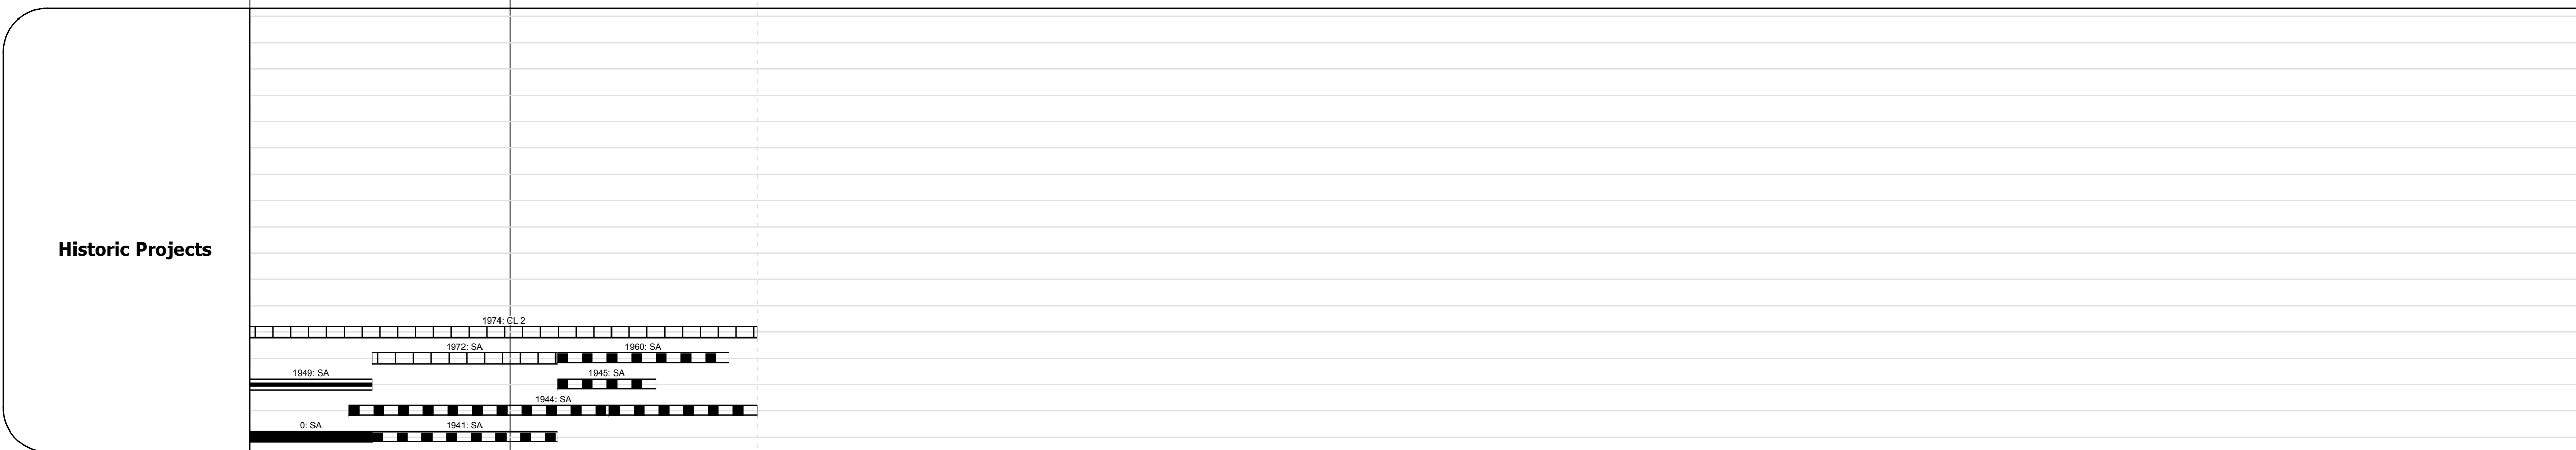 Historic Projects
1974: CL 2
1972: SA
1960: SA
1949: SA
1945: SA
1944: SA
0: SA
1941: SA